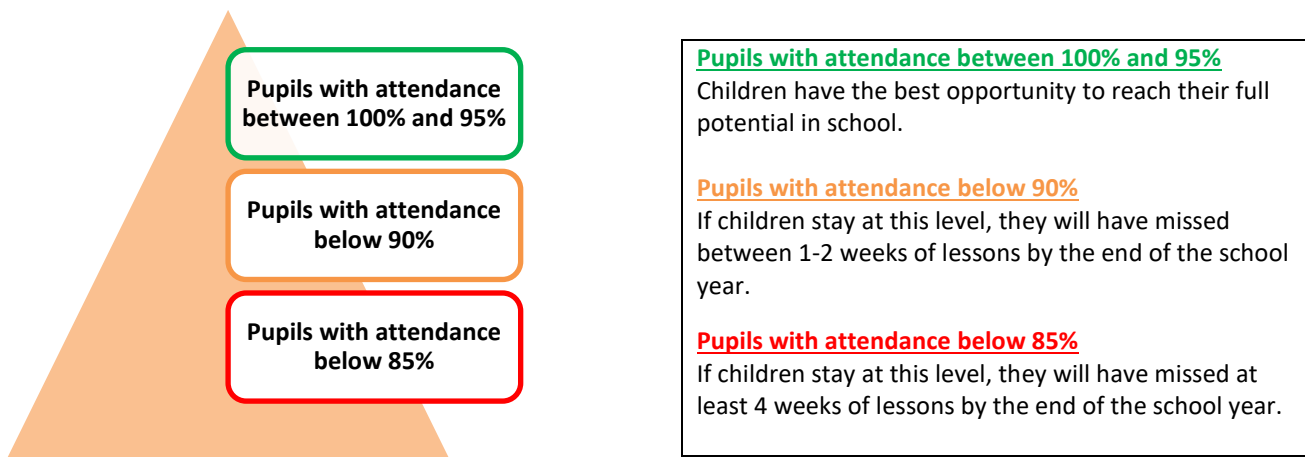 Pupils with attendance
between 100% and 95%
Pupils with attendance
below 90%
Pupils with attendance
below 85%
Pupils with attendance between 100% and 95%
Children have the best opportunity to reach their full
potential in school.
Pupils with attendance below 90%
If children stay at this level, they will have missed
between 1-2 weeks of lessons by the end of the school
year.
Pupils with attendance below 85%
If children stay at this level, they will have missed at
least 4 weeks of lessons by the end of the school year.